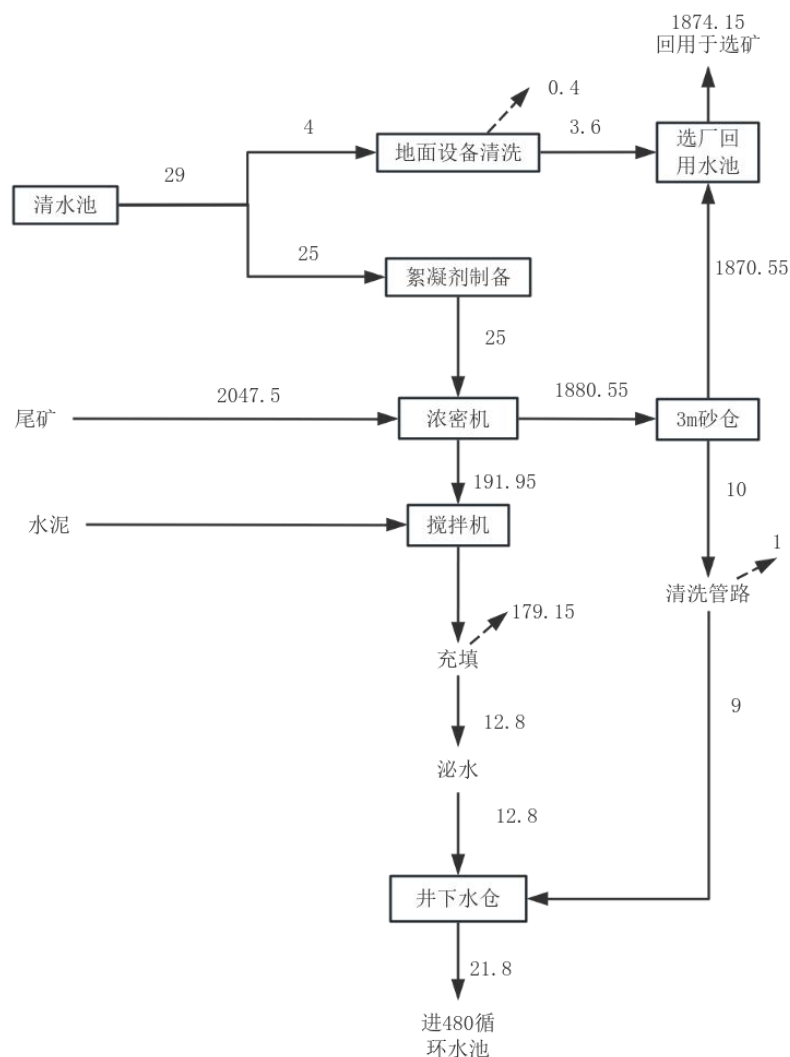 1874.15
回用于选矿
0.4
4
3.6
地面设备清洗
选厂回
用水池
29
清水池
25
絮凝剂制备
1870.55
25
2047.5
1880.55
尾矿
浓密机
3m砂仓
191.95
10
水泥
搅拌机
1
清洗管路
179.15
充填
9
12.8
泌水
12.8
井下水仓
21.8
进480循
环水池